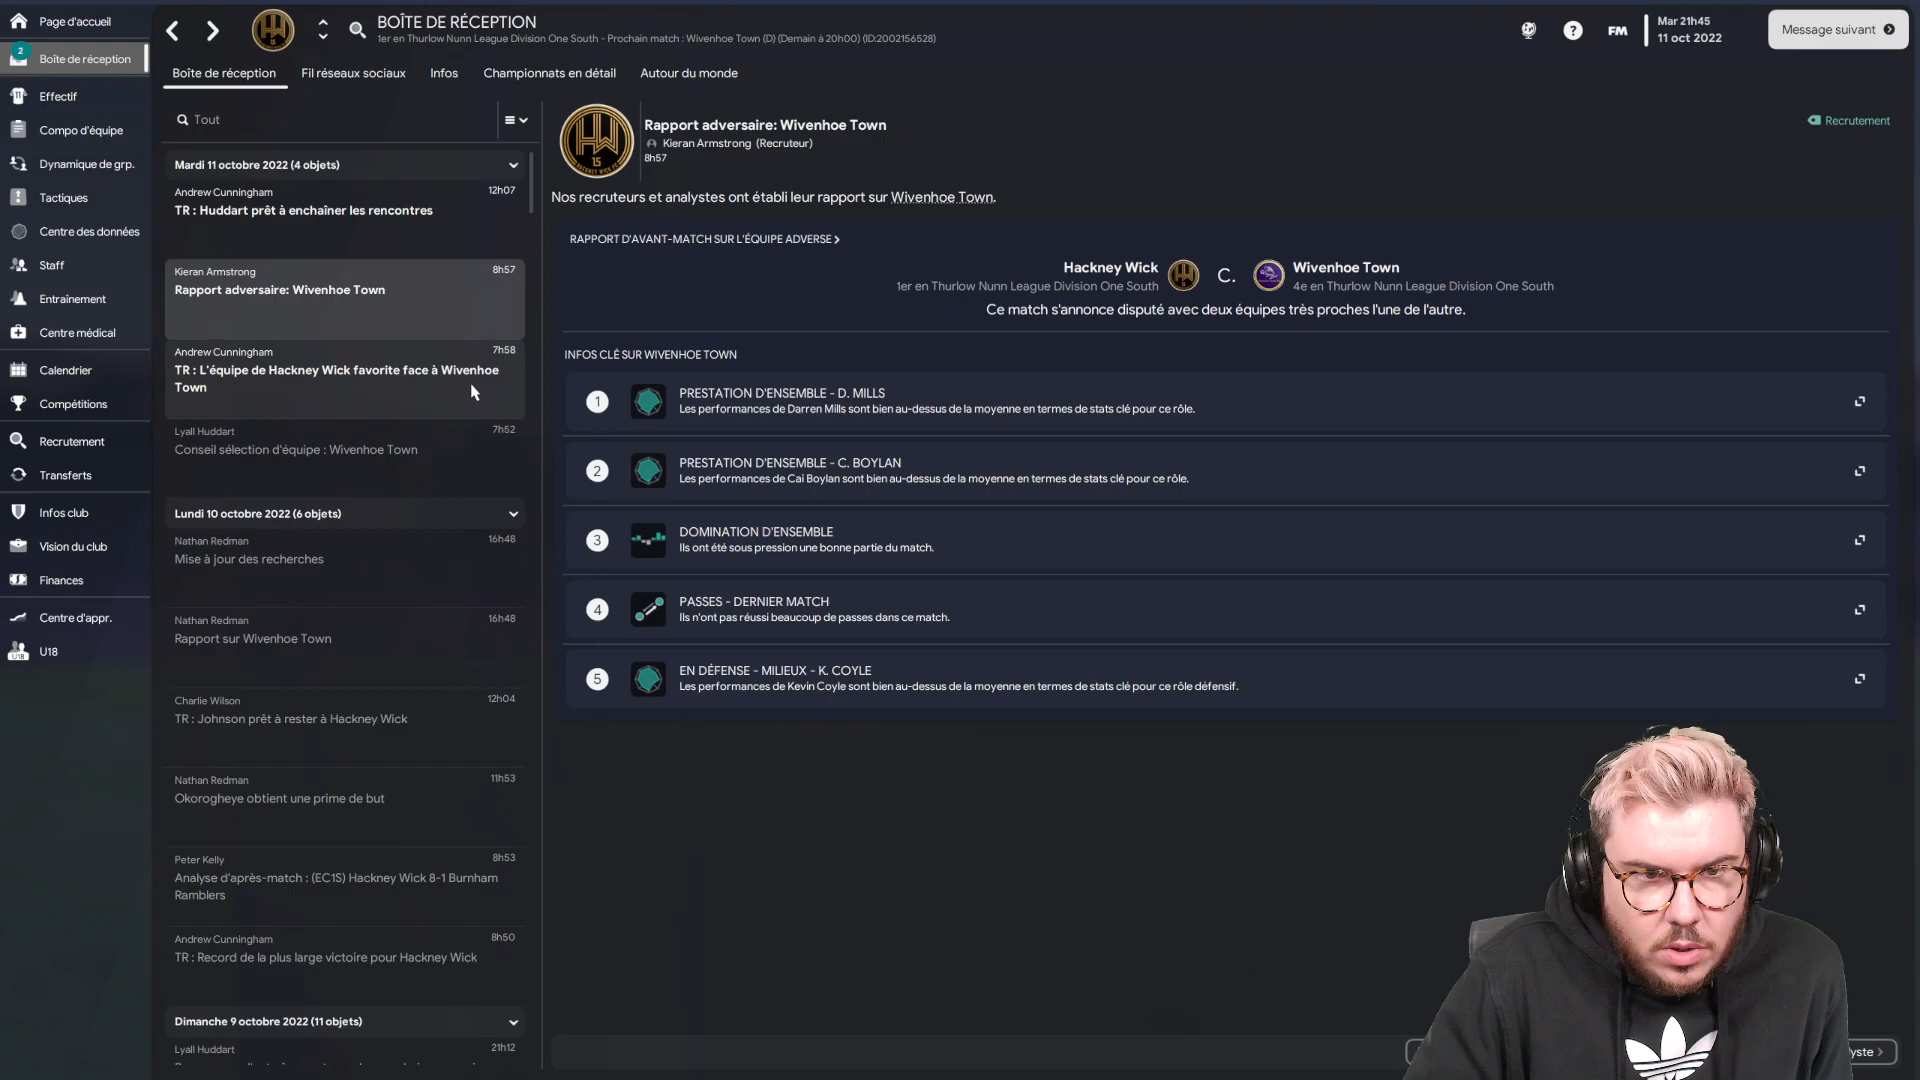 Page d'accueil
2
Boîte de réception
Effectif
Compo d'équipe
Dynamique de grp.
Tactiques
Centre des données
Staff
Entraînement
Centre médical
Calendrier
Compétitions
Recrutement
Transferts
Infos club
Vision du club
Finances
Centre d'appr.
U18
U18
BOÎTE DE RÉCEPTION
1er en Thurlow Nunn League Division One South - Prochain match : Wivenhoe Town (D) (Demain à 20h00) (ID:2002156528)
FM
Mar 21h45
11 oct 2022
Message suivant
Boîte de réception
Fil réseaux sociaux
Infos
Championnats en détail
Autour du monde
Tout
Mardi 11 octobre 2022 (4 objets)
Andrew Cunningham
12h07
TR : Huddart prêt à enchaîner les rencontres
Kieran Armstrong
8h57
Rapport adversaire: Wivenhoe Town
Andrew Cunningham
7h58
TR : L'équipe de Hackney Wick favorite face à Wivenhoe
Town
Lyall Huddart
7h52
Conseil sélection d'équipe : Wivenhoe Town
Lundi 10 octobre 2022 (6 objets)
Nathan Redman
16h48
Mise à jour des recherches
Nathan Redman
16h48
Rapport sur Wivenhoe Town
Charlie Wilson
12h04
TR : Johnson prêt à rester à Hackney Wick
Nathan Redman
11h53
Okorogheye obtient une prime de but
Peter Kelly
8h53
Analyse d'après-match : (EC1S) Hackney Wick 8-1 Burnham
Ramblers
Andrew Cunningham
8h50
TR : Record de la plus large victoire pour Hackney Wick
Dimanche 9 octobre 2022 (11 objets)
Lyall Huddart
21h12
HW
15
Rapport adversaire: Wivenhoe Town
Kieran Armstrong (Recruteur)
8h57
Recrutement
Nos recruteurs et analystes ont établi leur rapport sur Wivenhoe Town.
RAPPORT D'AVANT-MATCH SUR L'ÉQUIPE ADVERSE
Hackney Wick
1er en Thurlow Nunn League Division One South
C.
Wivenhoe Town
4e en Thurlow Nunn League Division One South
Ce match s'annonce disputé avec deux équipes très proches l'une de l'autre.
INFOS CLÉ SUR WIVENHOE TOWN
1
PRESTATION D'ENSEMBLE - D. MILLS
Les performances de Darren Mills sont bien au-dessus de la moyenne en termes de stats clé pour ce rôle.
2
PRESTATION D'ENSEMBLE - C. BOYLAN
Les performances de Cai Boylan sont bien au-dessus de la moyenne en termes de stats clé pour ce rôle.
3
DOMINATION D'ENSEMBLE
Ils ont été sous pression une bonne partie du match.
4
PASSES - DERNIER MATCH
Ils n'ont pas réussi beaucoup de passes dans ce match.
5
EN DÉFENSE - MILIEUX - K. COYLE
Les performances de Kevin Coyle sont bien au-dessus de la moyenne en termes de stats clé pour ce rôle défensif.
yste